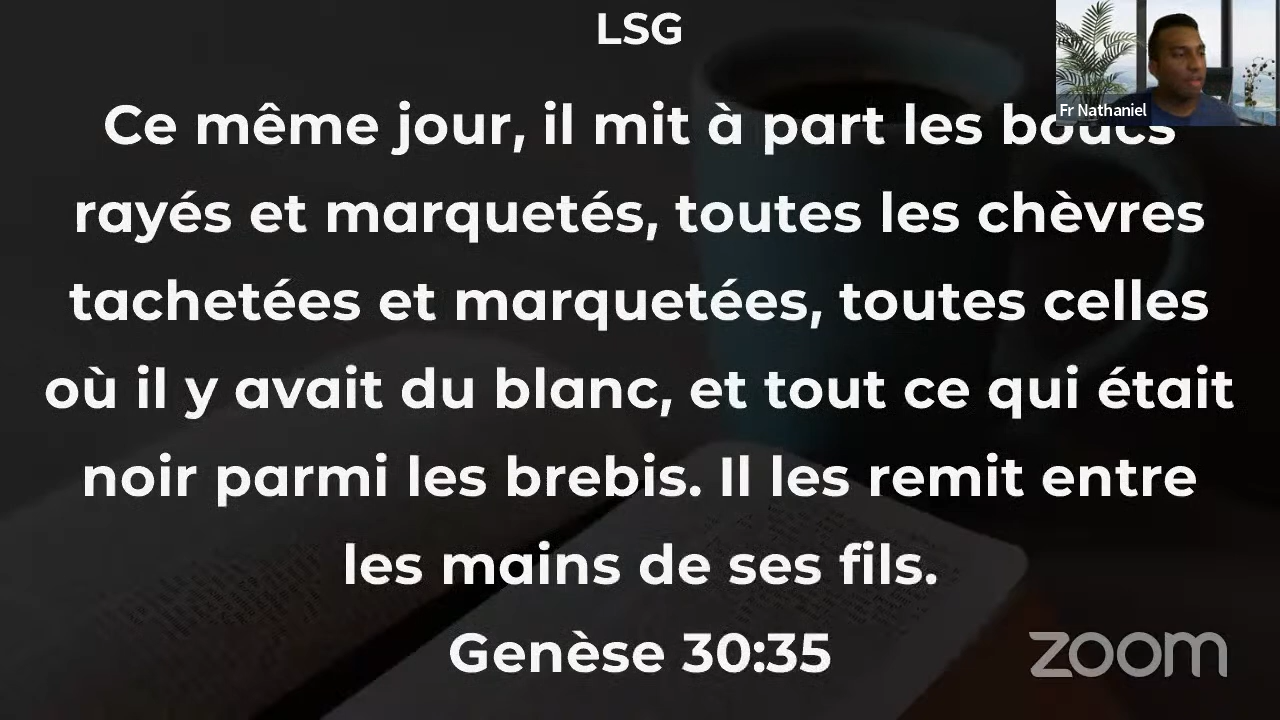 LSG
Fr Nathaniel
Ce même jour, il mit à part les boucs
rayés et marquetés, toutes les chèvres
tachetées et marquetées, toutes celles
où il y avait du blanc, et tout ce qui était
noir parmi les brebis. Il les remit entre
les mains de ses fils.
Genèse 30:35
zoom